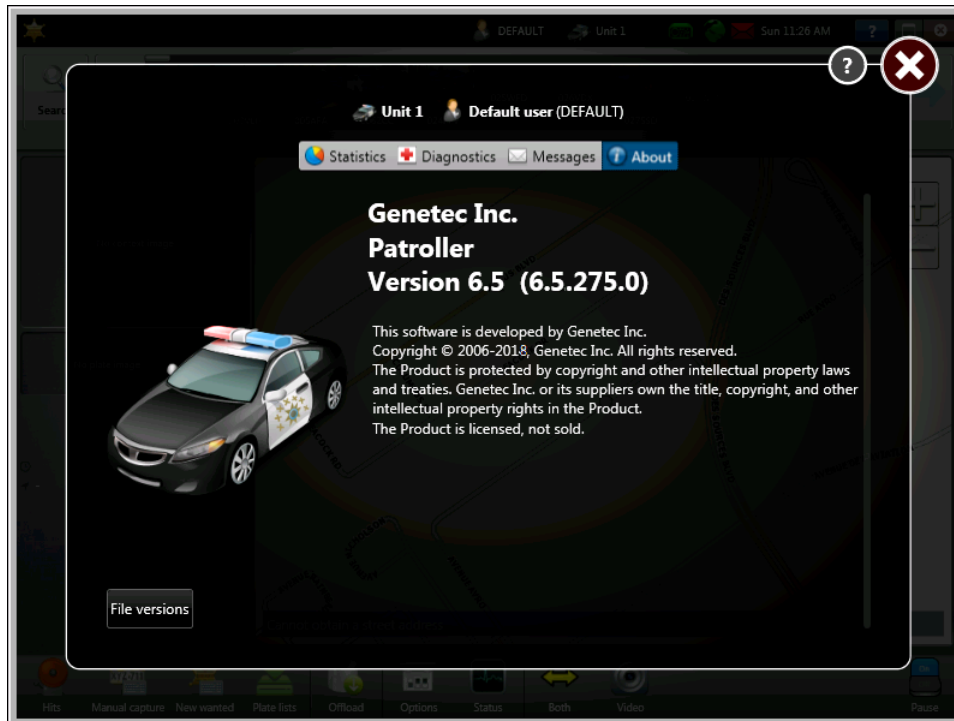 DEFAULT Unit 1 Sun 11:26 AM ?
?
Unit 1 Default user (DEFAULT)
Statistics Diagnostics Messages About
Genetec Inc.
Patroller
Version 6.5 (6.5.275.0)
This software is developed by Genetec Inc.
Copyright © 2006-2018, Genetec Inc. All rights reserved.
The Product is protected by copyright and other intellectual property laws
and treaties. Genetec Inc. or its suppliers own the title, copyright, and other
intellectual property rights in the Product.
The Product is licensed, not sold.
File versions
Hits Manual capture New wanted Plate lists Offload Options Status Both Video Pause